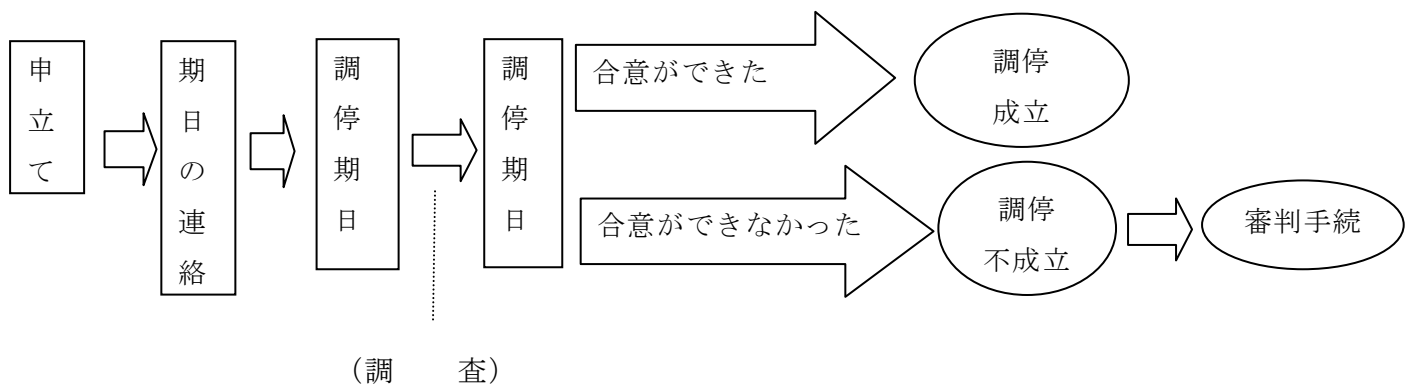 申立て
期日の連絡
調停期日
調停期日
合意ができた
調停
成立
合意ができなかった
調停
不成立
審判手続
（調　　査）